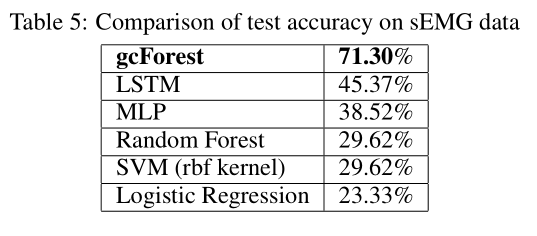 Table 5: Comparison of test accuracy on sEMG data
gcForest 71.30%
LSTM 45.37%
MLP 38.52%
Random Forest 29.62%
SVM (rbf kernel) 29.62%
Logistic Regression 23.33%